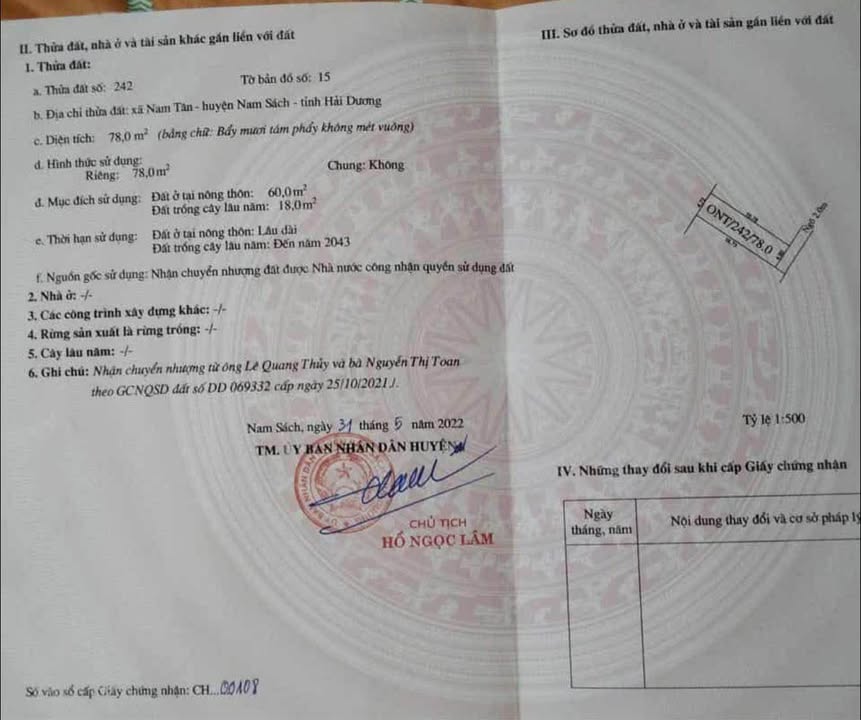 II. Thửa đất, nhà ở và tài sản khác gắn liền với đất
1. Thửa đất:
a. Thửa đất số: 242 Tờ bản đồ số: 15
b. Địa chỉ thửa đất: xã Nam Tân - huyện Nam Sách - tỉnh Hải Dương
c. Diện tích: 78,0 m² (bằng chữ: Bẩy mươi tám phẩy không mét vuông)
d. Hình thức sử dụng:
Riêng: 78,0m² Chung: Không
đ. Mục đích sử dụng: Đất ở tại nông thôn: 60,0m²
Đất trồng cây lâu năm: 18,0m²
e. Thời hạn sử dụng: Đất ở tại nông thôn: Lâu dài
Đất trồng cây lâu năm: Đến năm 2043
f. Nguồn gốc sử dụng: Nhận chuyển nhượng đất được Nhà nước công nhận quyền sử dụng đất
2. Nhà ở: -/-
3. Các công trình xây dựng khác: -/-
4. Rừng sản xuất là rừng trồng: -/-
5. Cây lâu năm: -/-
6. Ghi chú: Nhận chuyển nhượng từ ông Lê Quang Thủy và bà Nguyễn Thị Toan
theo GCNQSD đất số DD 069332 cấp ngày 25/10/2021./.
Nam Sách, ngày 31 tháng 5 năm 2022
TM. ỦY BAN NHÂN DÂN HUYỆN
CHỦ TỊCH
HỒ NGỌC LÂM
Số vào sổ cấp Giấy chứng nhận: CH...00108
III. Sơ đồ thửa đất, nhà ở và tài sản gắn liền với đất
ONT/242/78.0
Ngõ 2.0m
Tỷ lệ 1:500
IV. Những thay đổi sau khi cấp Giấy chứng nhận
Ngày
tháng, năm
Nội dung thay đổi và cơ sở pháp lý